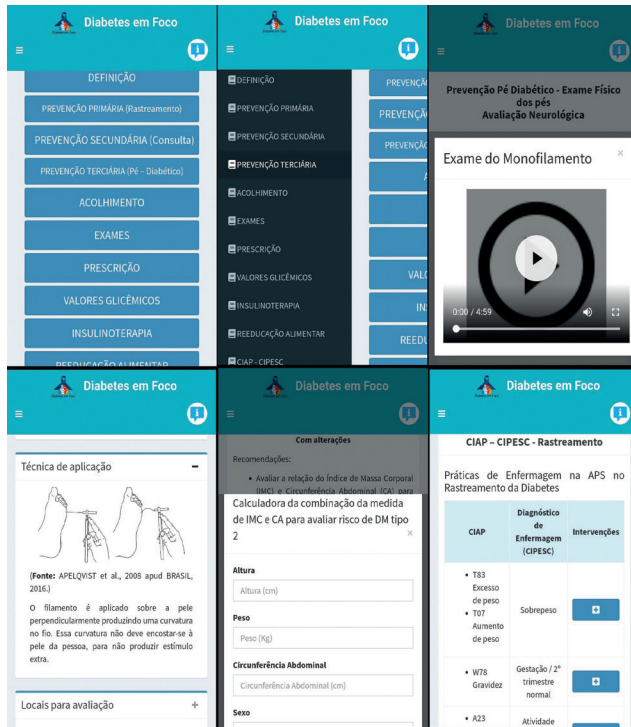 Diabetes em Foco
DEFINIÇÃO
PREVENÇÃO PRIMÁRIA (Rastreamento)
PREVENÇÃO SECUNDÁRIA (Consulta)
PREVENÇÃO TERCIÁRIA (Pé – Diabético)
ACOLHIMENTO
EXAMES
PRESCRIÇÃO
VALORES GLICÊMICOS
INSULINOTERAPIA
REEDUCAÇÃO ALIMENTAR
Diabetes em Foco
DEFINIÇÃO
PREVENÇÃO PRIMÁRIA
PREVENÇÃO SECUNDÁRIA
PREVENÇÃO TERCIÁRIA
ACOLHIMENTO
EXAMES
PRESCRIÇÃO
VALORES GLICÊMICOS
INSULINOTERAPIA
REEDUCAÇÃO ALIMENTAR
CIAP - CIPESC
PREVENÇÃ
PREVENÇÃ
PREVENÇÃ
A
VALO
IN
REEDU
Diabetes em Foco
Prevenção Pé Diabético - Exame Físico
dos pés
Avaliação Neurológica
Exame do Monofilamento ×
0:00 / 4:59
Diabetes em Foco
Técnica de aplicação −
(Fonte: APELQVIST et al., 2008 apud BRASIL,
2016.)
O filamento é aplicado sobre a pele
perpendicularmente produzindo uma curvatura
no fio. Essa curvatura não deve encostar-se à
pele da pessoa, para não produzir estímulo
extra.
Locais para avaliação +
Diabetes em Foco
Com alterações
Recomendações:
• Avaliar a relação do Índice de Massa Corporal
(IMC) e Circunferência Abdominal (CA) para
Calculadora da combinação da medida
de IMC e CA para avaliar risco de DM tipo
2 ×
Altura
Altura (cm)
Peso
Peso (Kg)
Circunferência Abdominal
Circunferência Abdominal (cm)
Sexo
Diabetes em Foco
CIAP – CIPESC - Rastreamento
Práticas de Enfermagem na APS no
Rastreamento da Diabetes
CIAP
Diagnóstico
de
Enfermagem
(CIPESC)
Intervenções
• T83
Excesso
de peso
• T07
Aumento
de peso
Sobrepeso
• W78
Gravidez
Gestação / 2°
trimestre
normal
• A23
Atividade